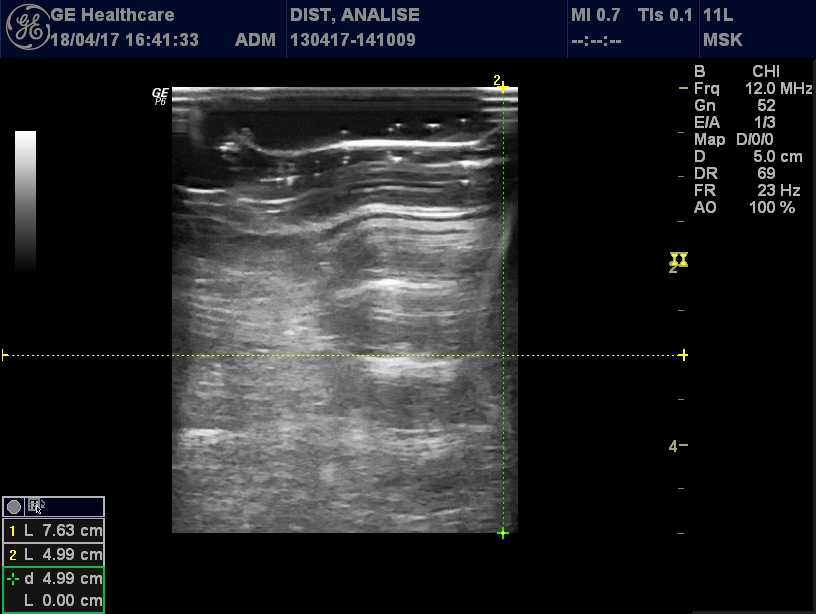 GE Healthcare
18/04/17 16:41:33 ADM
DIST, ANALISE
130417-141009
MI 0.7 TIs 0.1
--:--:--
11L
MSK
GE
P6
2
B CHI
Frq 12.0 MHz
Gn 52
E/A 1/3
Map D/0/0
D 5.0 cm
DR 69
FR 23 Hz
AO 100 %
2
4
1 L 7.63 cm
2 L 4.99 cm
d 4.99 cm
L 0.00 cm